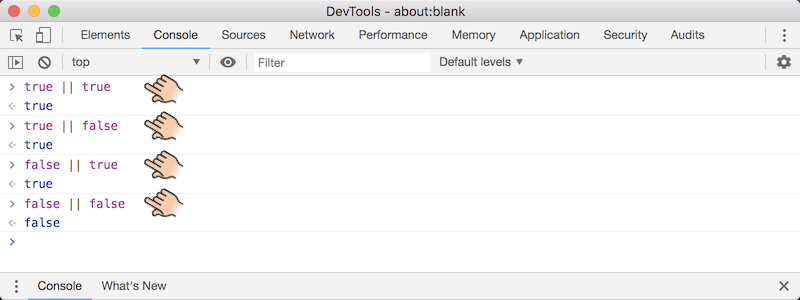 DevTools - about:blank
Elements Console Sources Network Performance Memory Application Security Audits
top Filter Default levels
> true || true
true
> true || false
true
> false || true
true
> false || false
false
>
Console What's New